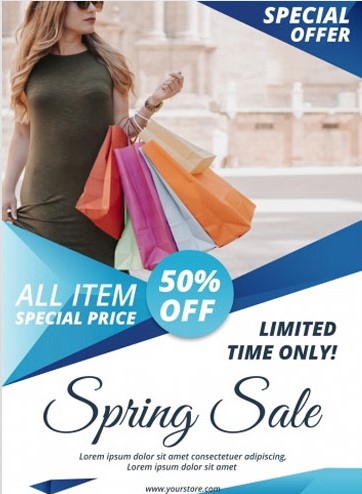 SPECIAL
OFFER
50%
OFF
ALL ITEM
SPECIAL PRICE
LIMITED
TIME ONLY!
Spring Sale
Lorem ipsum dolor sit amet consectetuer adipiscing,
Lorem ipsum dolor sit amet
www.yourstore.com